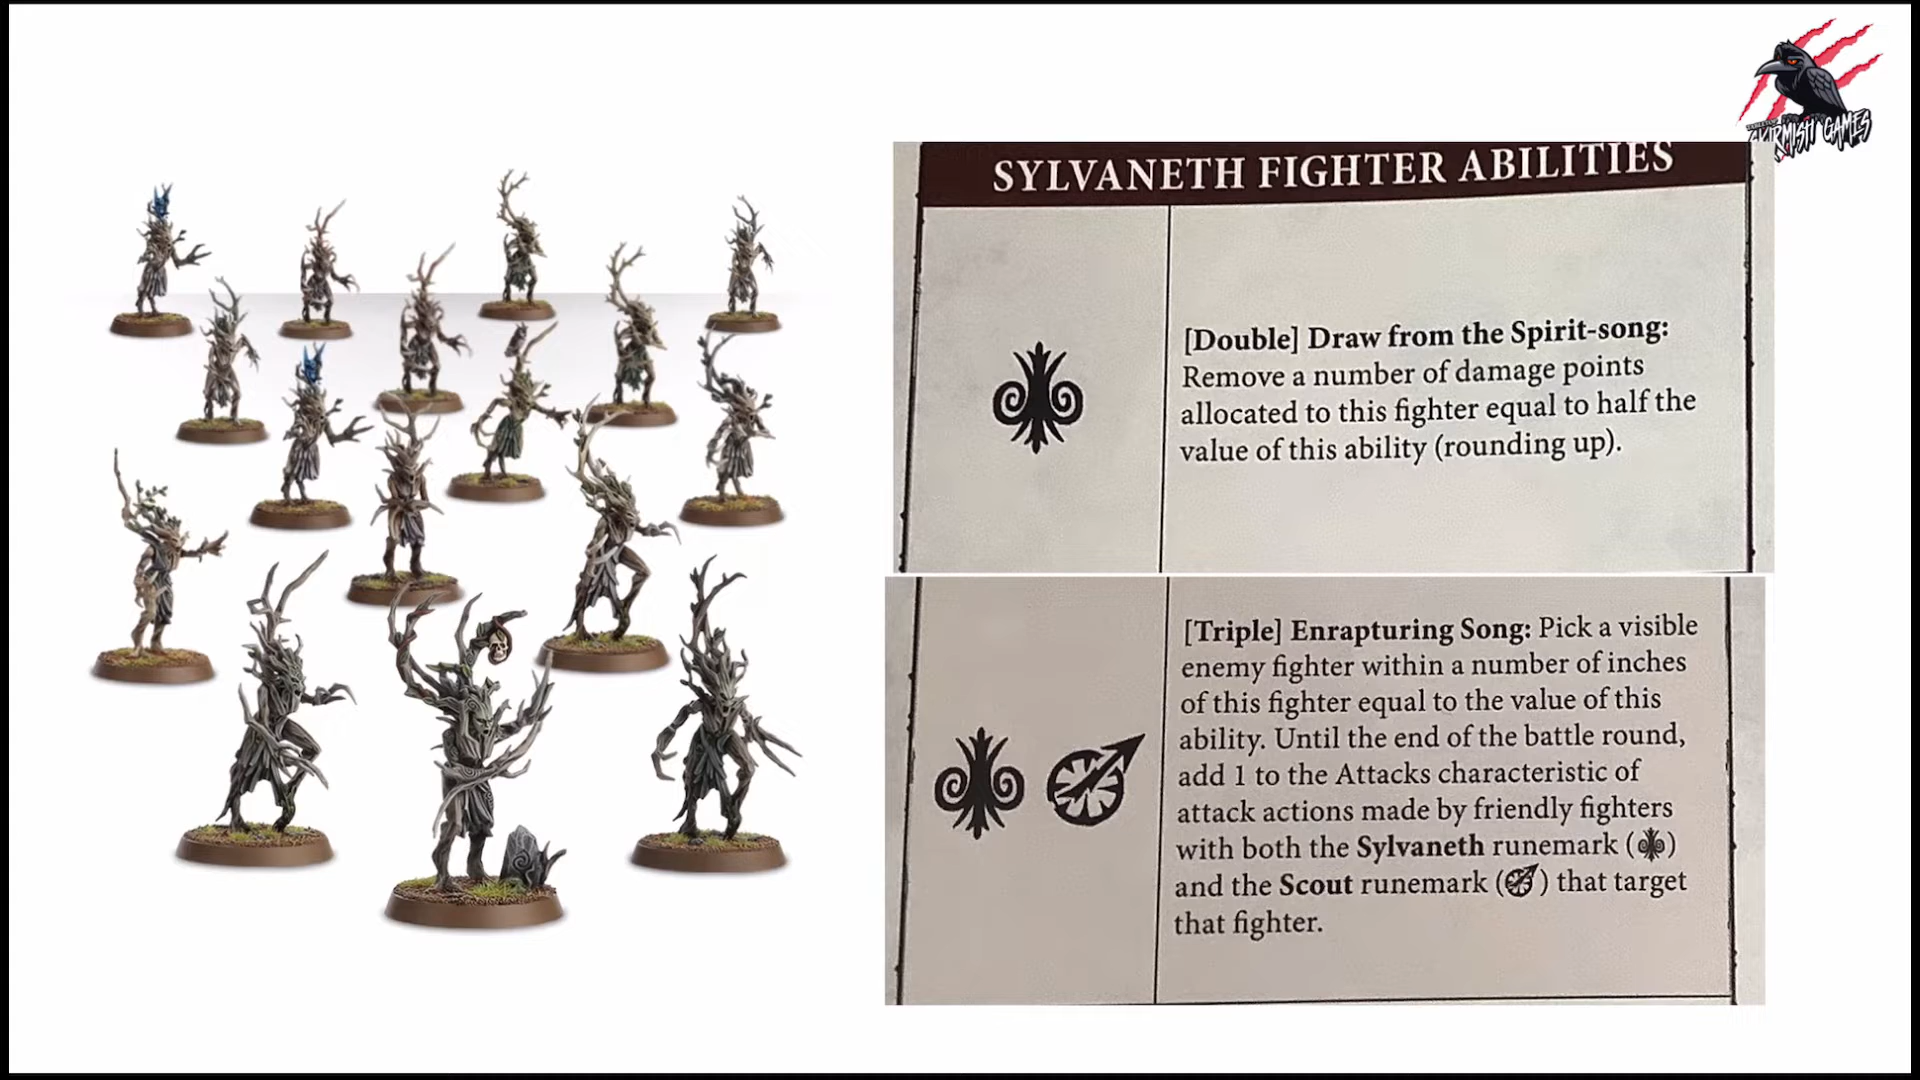 SKIRMISH GAMES
SYLVANETH FIGHTER ABILITIES
[Double] Draw from the Spirit-song:
Remove a number of damage points
allocated to this fighter equal to half the
value of this ability (rounding up).
[Triple] Enrapturing Song: Pick a visible
enemy fighter within a number of inches
of this fighter equal to the value of this
ability. Until the end of the battle round,
add 1 to the Attacks characteristic of
attack actions made by friendly fighters
with both the Sylvaneth runemark ( )
and the Scout runemark ( ) that target
that fighter.